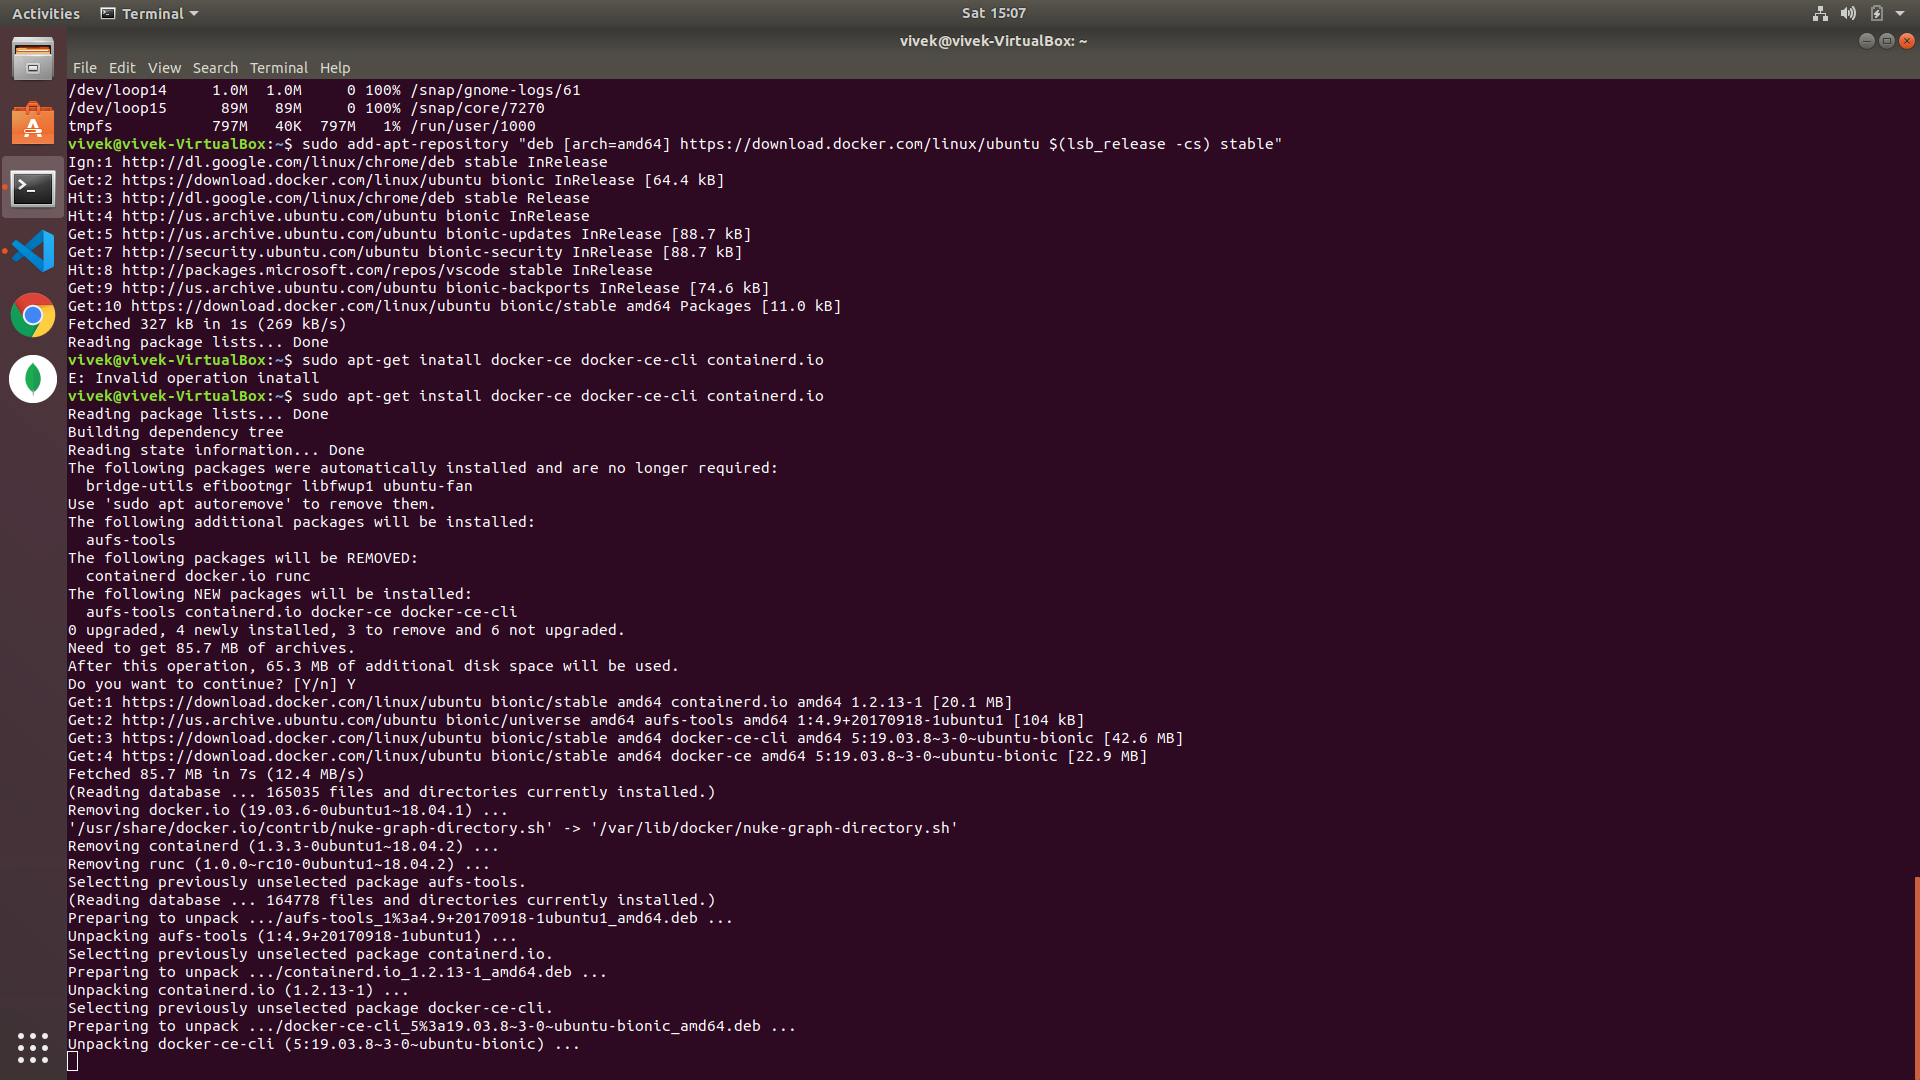 Activities Terminal Sat 15:07
vivek@vivek-VirtualBox: ~
File Edit View Search Terminal Help
/dev/loop14     1.0M  1.0M     0 100% /snap/gnome-logs/61
/dev/loop15      89M   89M     0 100% /snap/core/7270
tmpfs           797M   40K  797M   1% /run/user/1000
vivek@vivek-VirtualBox:~$ sudo add-apt-repository "deb [arch=amd64] https://download.docker.com/linux/ubuntu $(lsb_release -cs) stable"
Ign:1 http://dl.google.com/linux/chrome/deb stable InRelease
Get:2 https://download.docker.com/linux/ubuntu bionic InRelease [64.4 kB]
Hit:3 http://dl.google.com/linux/chrome/deb stable Release
Hit:4 http://us.archive.ubuntu.com/ubuntu bionic InRelease
Get:5 http://us.archive.ubuntu.com/ubuntu bionic-updates InRelease [88.7 kB]
Get:7 http://security.ubuntu.com/ubuntu bionic-security InRelease [88.7 kB]
Hit:8 http://packages.microsoft.com/repos/vscode stable InRelease
Get:9 http://us.archive.ubuntu.com/ubuntu bionic-backports InRelease [74.6 kB]
Get:10 https://download.docker.com/linux/ubuntu bionic/stable amd64 Packages [11.0 kB]
Fetched 327 kB in 1s (269 kB/s)
Reading package lists... Done
vivek@vivek-VirtualBox:~$ sudo apt-get inatall docker-ce docker-ce-cli containerd.io
E: Invalid operation inatall
vivek@vivek-VirtualBox:~$ sudo apt-get install docker-ce docker-ce-cli containerd.io
Reading package lists... Done
Building dependency tree
Reading state information... Done
The following packages were automatically installed and are no longer required:
  bridge-utils efibootmgr libfwup1 ubuntu-fan
Use 'sudo apt autoremove' to remove them.
The following additional packages will be installed:
  aufs-tools
The following packages will be REMOVED:
  containerd docker.io runc
The following NEW packages will be installed:
  aufs-tools containerd.io docker-ce docker-ce-cli
0 upgraded, 4 newly installed, 3 to remove and 6 not upgraded.
Need to get 85.7 MB of archives.
After this operation, 65.3 MB of additional disk space will be used.
Do you want to continue? [Y/n] Y
Get:1 https://download.docker.com/linux/ubuntu bionic/stable amd64 containerd.io amd64 1.2.13-1 [20.1 MB]
Get:2 http://us.archive.ubuntu.com/ubuntu bionic/universe amd64 aufs-tools amd64 1:4.9+20170918-1ubuntu1 [104 kB]
Get:3 https://download.docker.com/linux/ubuntu bionic/stable amd64 docker-ce-cli amd64 5:19.03.8~3-0~ubuntu-bionic [42.6 MB]
Get:4 https://download.docker.com/linux/ubuntu bionic/stable amd64 docker-ce amd64 5:19.03.8~3-0~ubuntu-bionic [22.9 MB]
Fetched 85.7 MB in 7s (12.4 MB/s)
(Reading database ... 165035 files and directories currently installed.)
Removing docker.io (19.03.6-0ubuntu1~18.04.1) ...
'/usr/share/docker.io/contrib/nuke-graph-directory.sh' -> '/var/lib/docker/nuke-graph-directory.sh'
Removing containerd (1.3.3-0ubuntu1~18.04.2) ...
Removing runc (1.0.0~rc10-0ubuntu1~18.04.2) ...
Selecting previously unselected package aufs-tools.
(Reading database ... 164778 files and directories currently installed.)
Preparing to unpack .../aufs-tools_1%3a4.9+20170918-1ubuntu1_amd64.deb ...
Unpacking aufs-tools (1:4.9+20170918-1ubuntu1) ...
Selecting previously unselected package containerd.io.
Preparing to unpack .../containerd.io_1.2.13-1_amd64.deb ...
Unpacking containerd.io (1.2.13-1) ...
Selecting previously unselected package docker-ce-cli.
Preparing to unpack .../docker-ce-cli_5%3a19.03.8~3-0~ubuntu-bionic_amd64.deb ...
Unpacking docker-ce-cli (5:19.03.8~3-0~ubuntu-bionic) ...